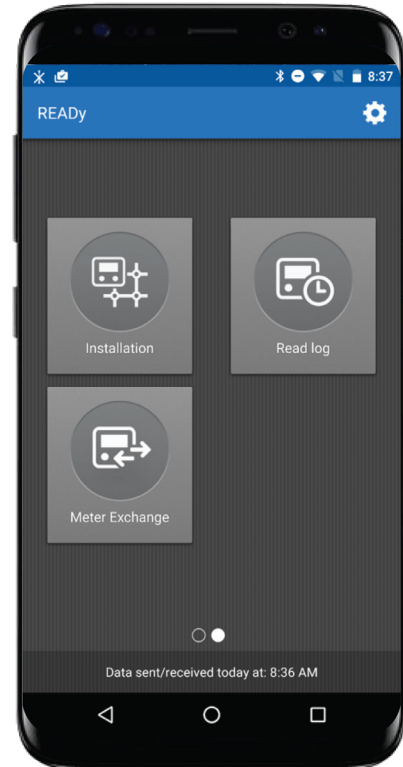 8:37
READy
Installation
Read log
Meter Exchange
Data sent/received today at: 8:36 AM